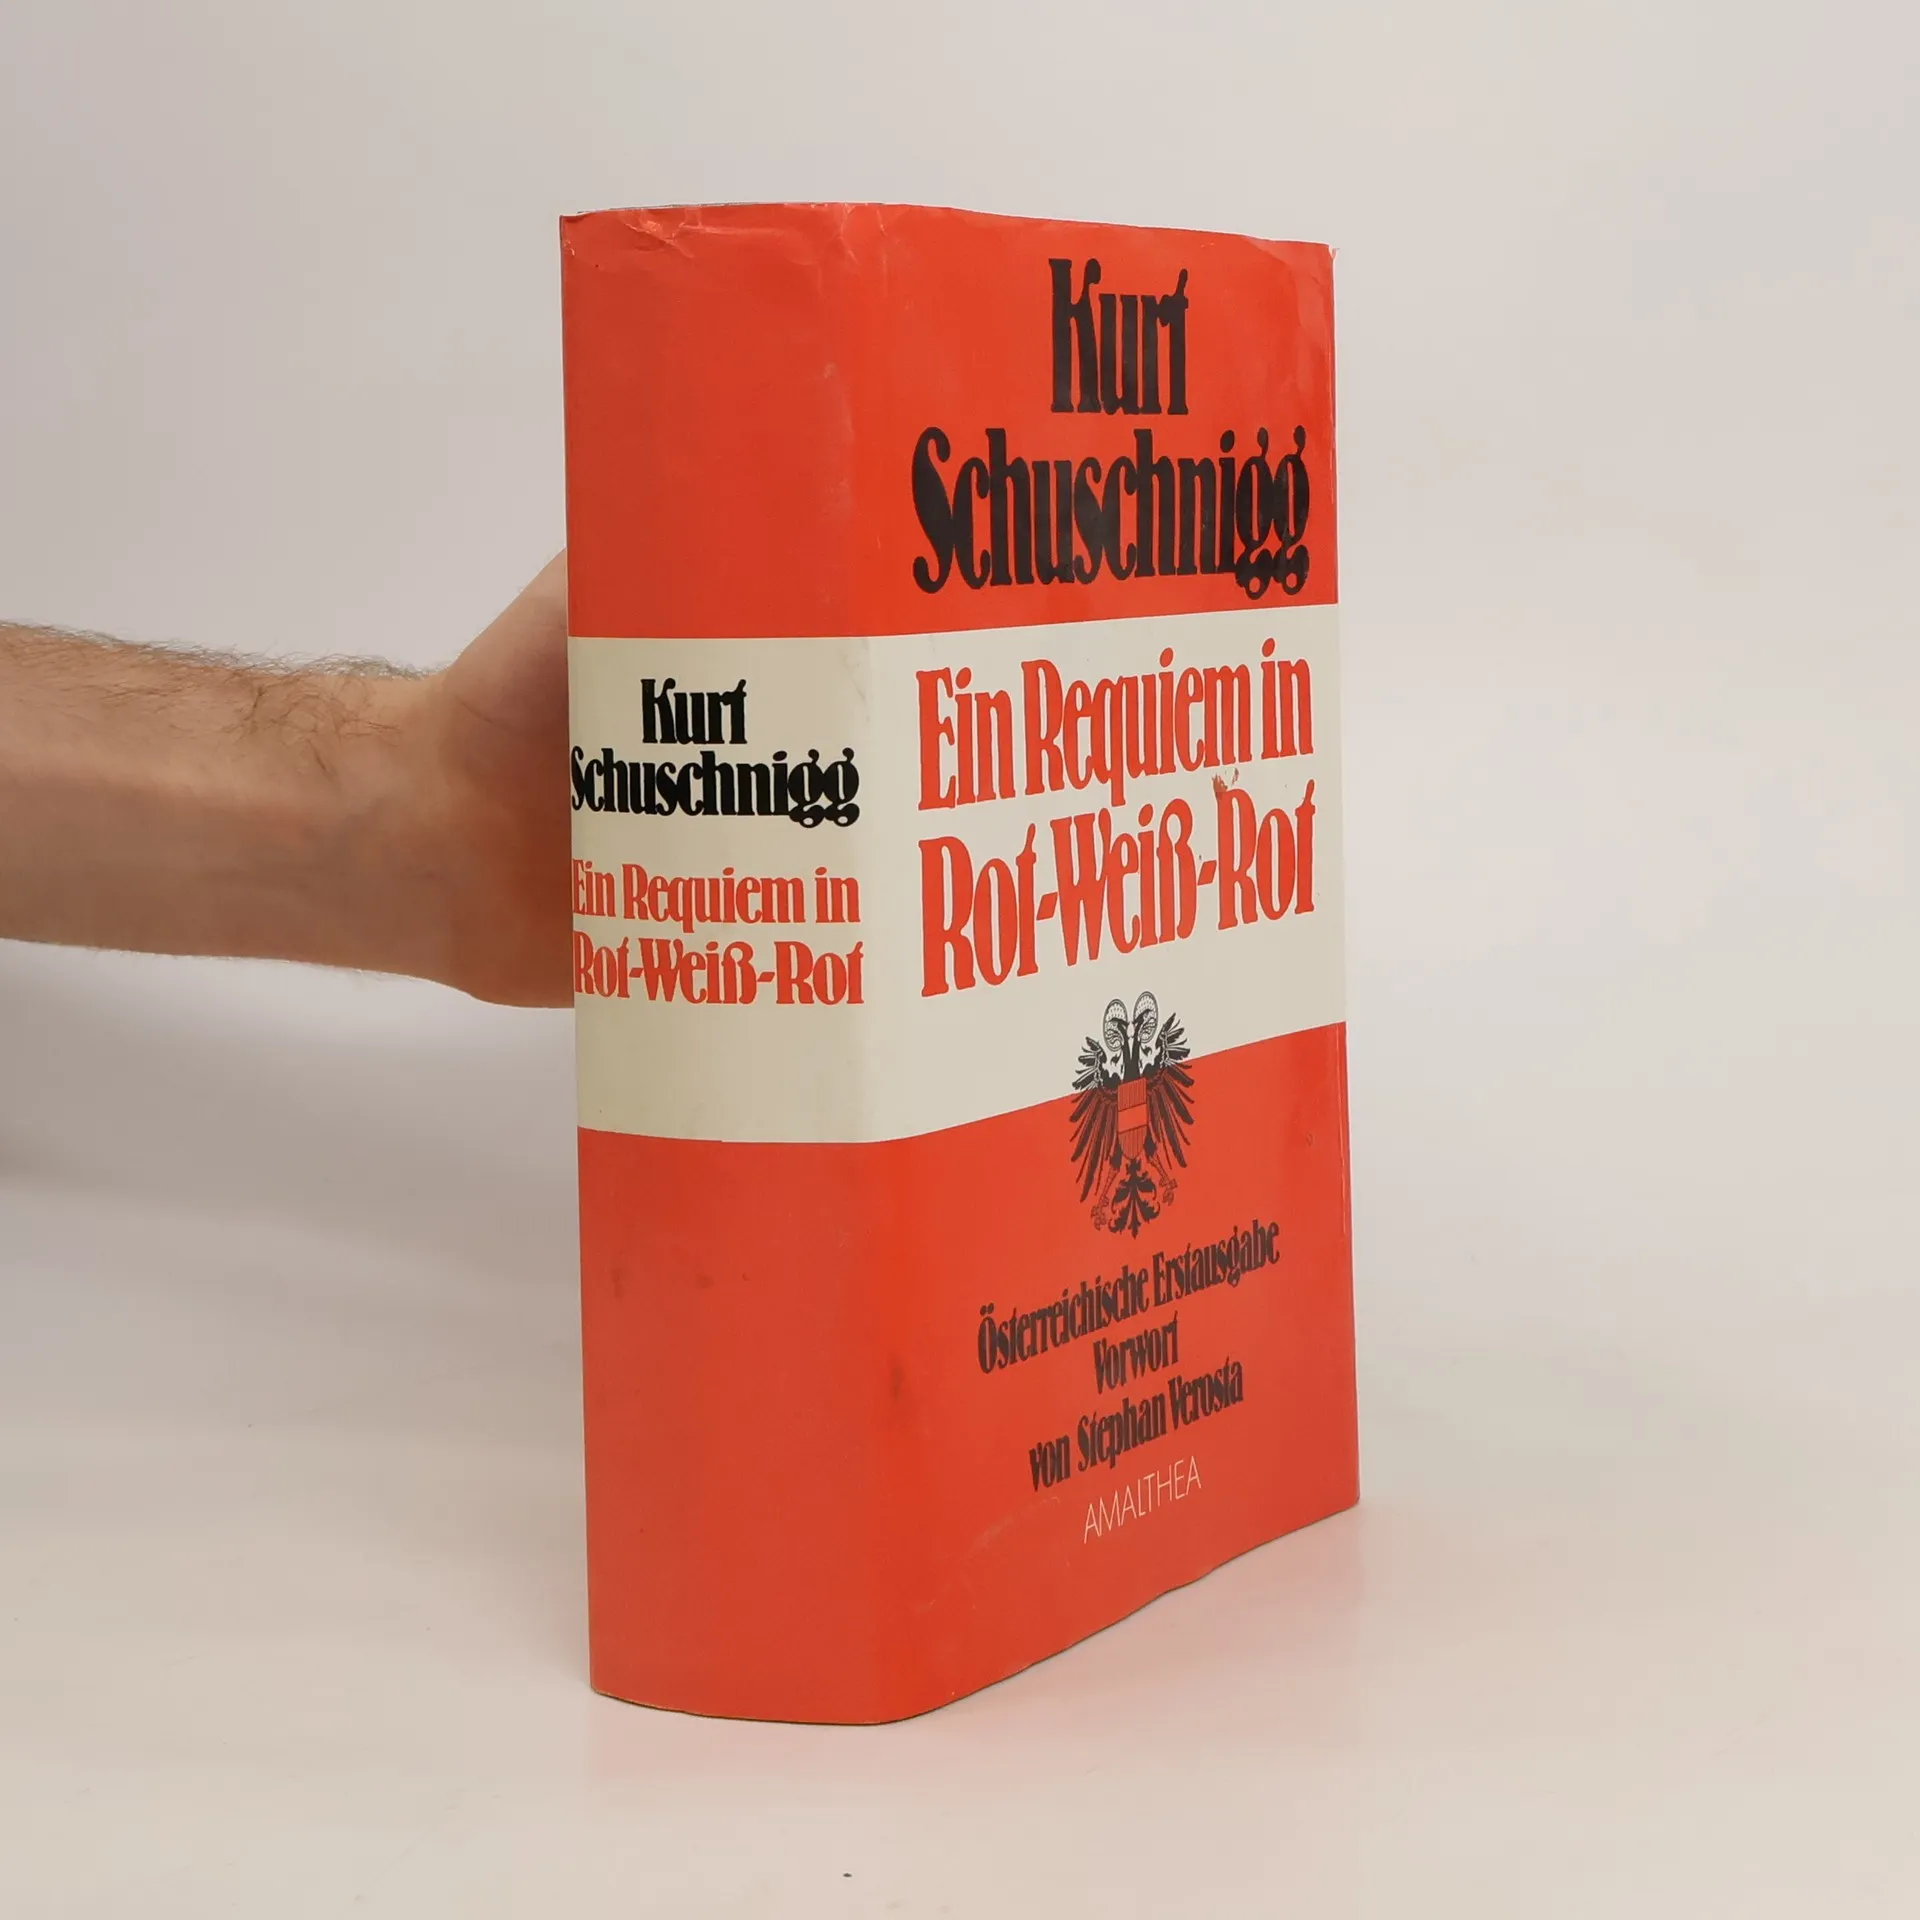 Kurt
Schuschnigg
Ein Requiem in
Rot-Weiß-Rot
Kurt
Schuschnigg
Ein Requiem in
Rot-Weiß-Rot
Österreichische Erstausgabe
Vorwort
von Stephan Verosta
AMALTHEA